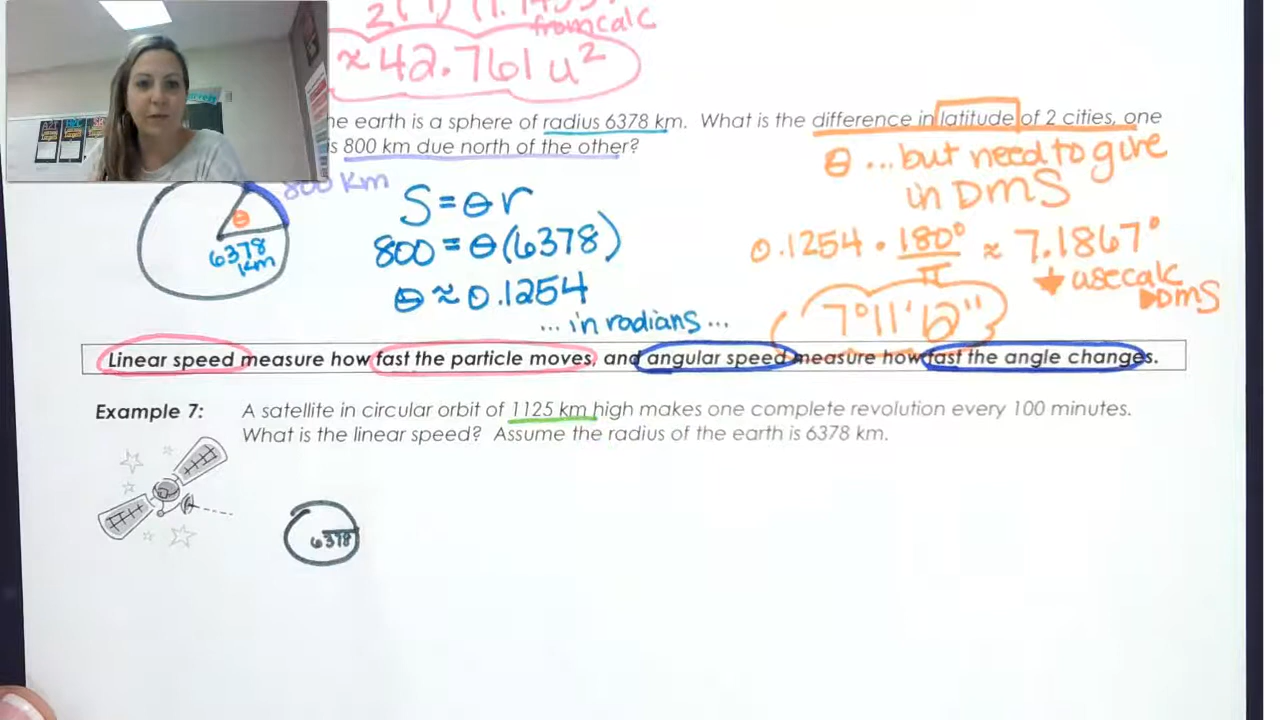 from calc
≈ 42.761 u²
he earth is a sphere of radius 6378 km. What is the difference in latitude of 2 cities, one
s 800 km due north of the other?
800 km
θ
6378
km
S = θ r
800 = θ(6378)
θ ≈ 0.1254
... in radians ...
θ ... but need to give
in DMS
0.1254 · 180° / π ≈ 7.1867°
use calc
▶DMS
7°11'12"
Linear speed measure how fast the particle moves, and angular speed measure how fast the angle changes.
Example 7: A satellite in circular orbit of 1125 km high makes one complete revolution every 100 minutes.
What is the linear speed? Assume the radius of the earth is 6378 km.
6378